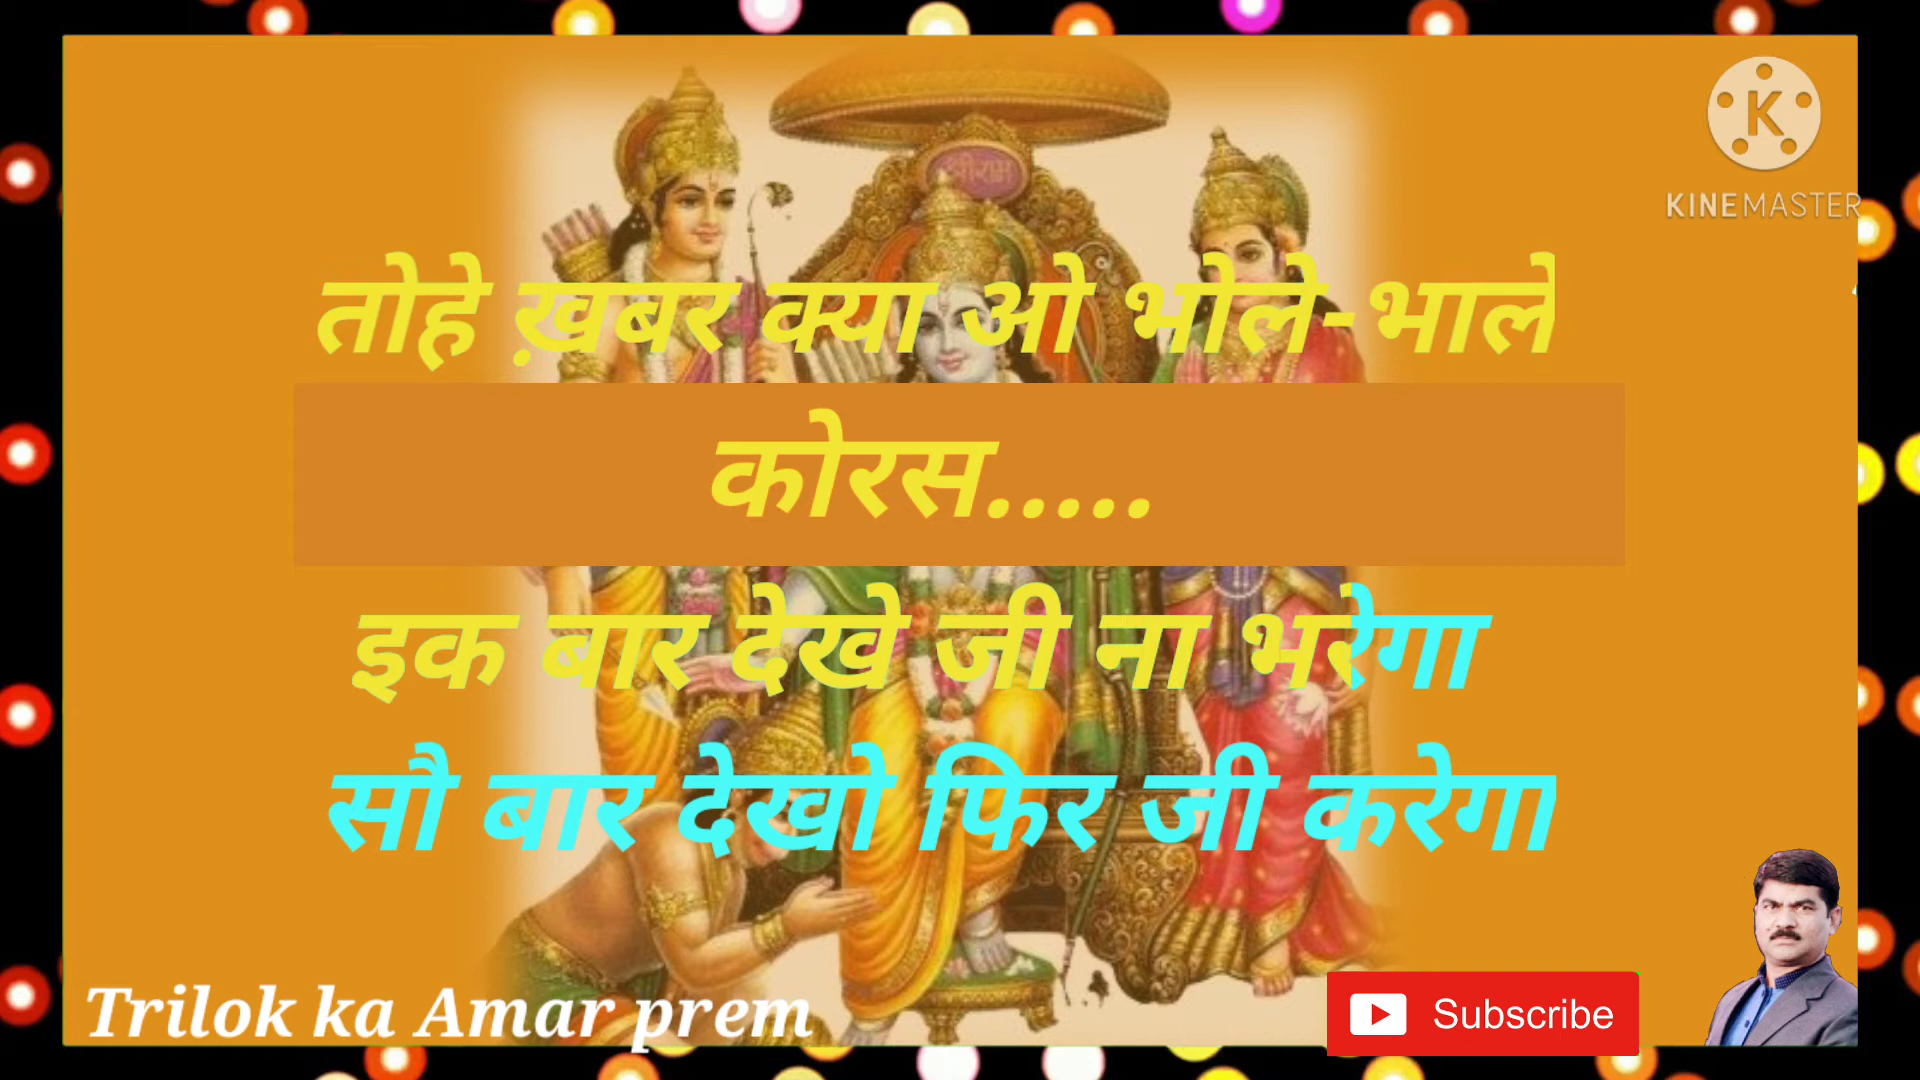 श्रीराम
KINEMASTER
तोहे ख़बर क्या ओ भोले-भाले
कोरस.....
इक बार देखे जी ना भरेगा
सौ बार देखो फिर जी करेगा
Trilok ka Amar prem
Subscribe